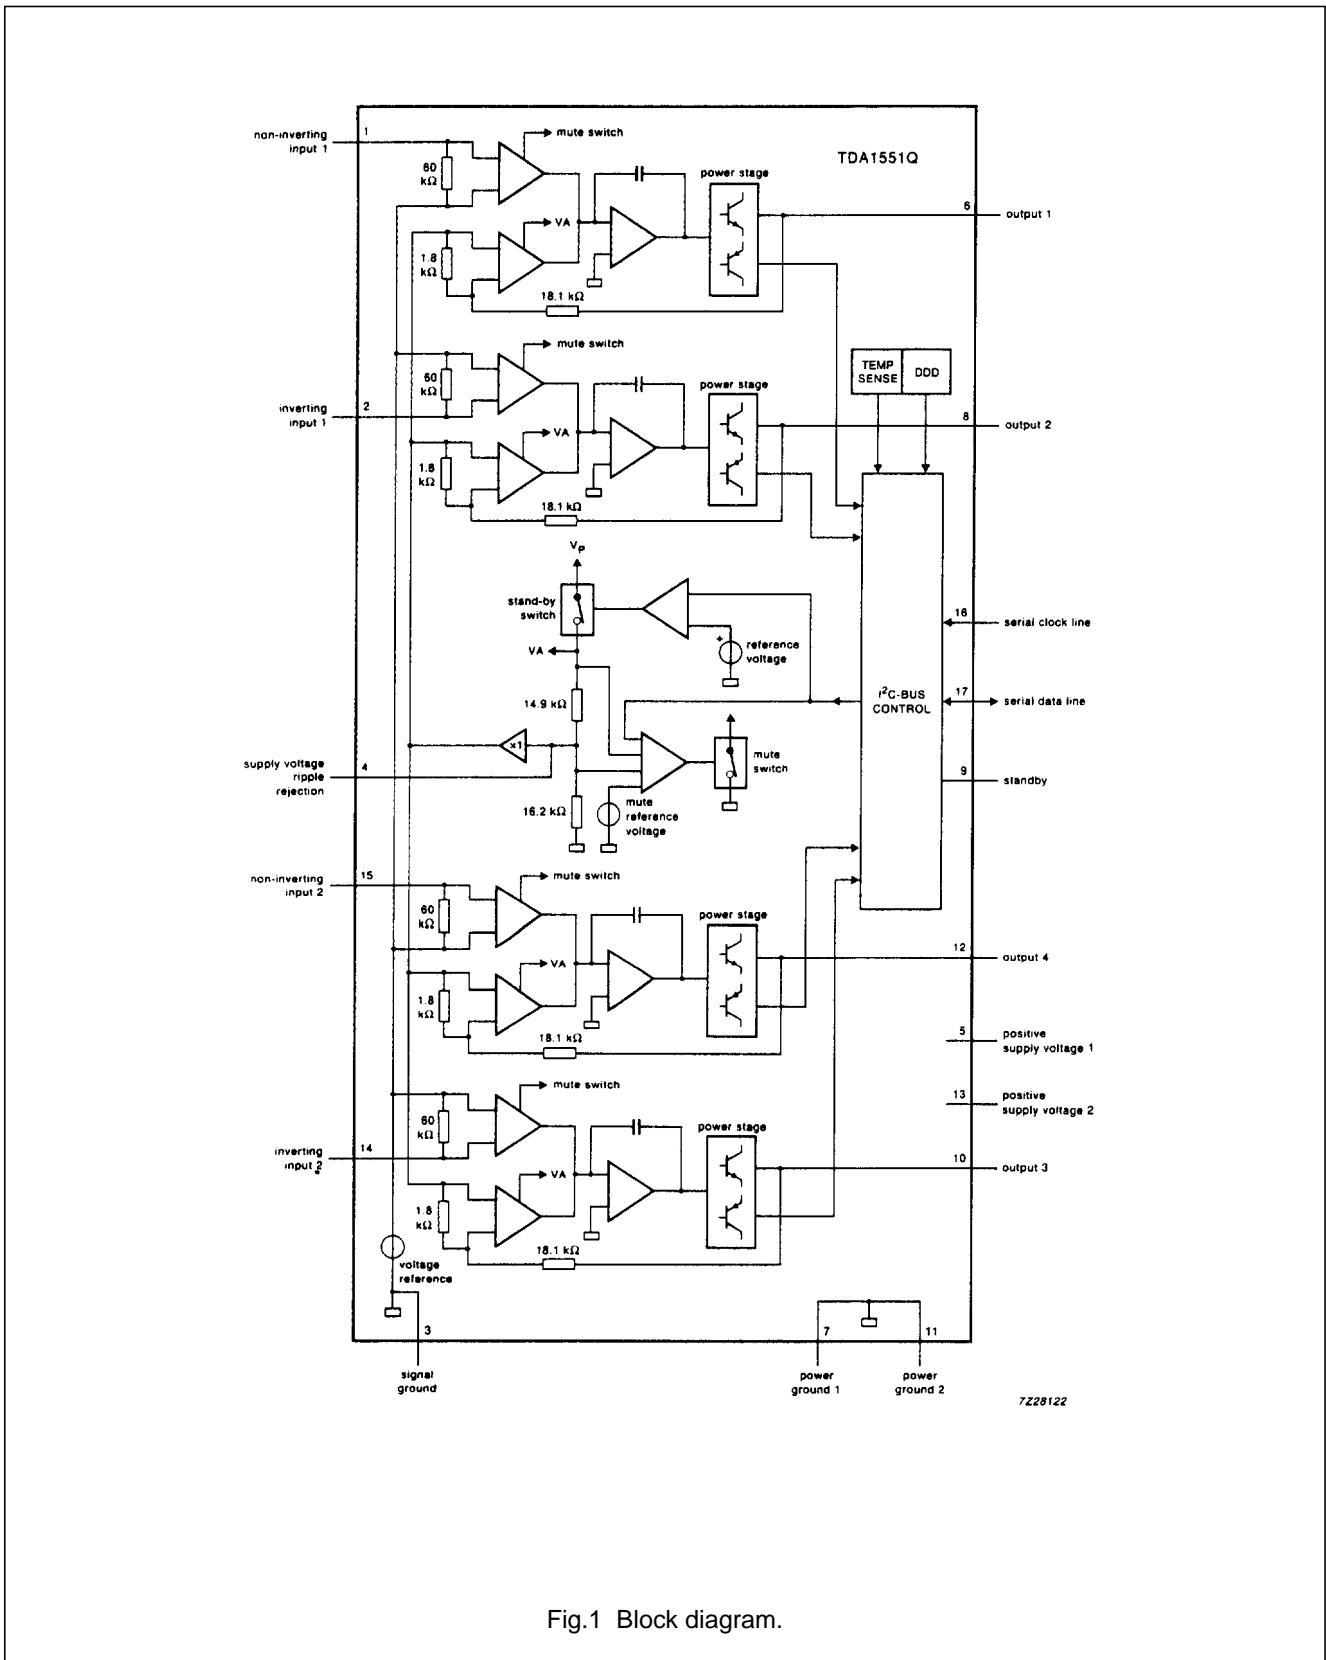 TDA1551Q
non-inverting
input 1
1
60
kΩ
mute switch
VA
1.8
kΩ
18.1 kΩ
power stage
6
output 1
inverting
input 1
2
60
kΩ
mute switch
VA
1.8
kΩ
18.1 kΩ
power stage
8
output 2
TEMP
SENSE
DDD
Vp
stand-by
switch
VA
+
reference
voltage
14.9 kΩ
×1
supply voltage
ripple
rejection
4
16.2 kΩ
mute
reference
voltage
mute
switch
I²C-BUS
CONTROL
16
serial clock line
17
serial data line
9
standby
non-inverting
input 2
15
60
kΩ
mute switch
VA
1.8
kΩ
18.1 kΩ
power stage
12
output 4
5
positive
supply voltage 1
13
positive
supply voltage 2
inverting
input 2
14
60
kΩ
mute switch
VA
1.8
kΩ
18.1 kΩ
power stage
10
output 3
voltage
reference
3
signal
ground
7
power
ground 1
11
power
ground 2
7Z28122
Fig.1 Block diagram.